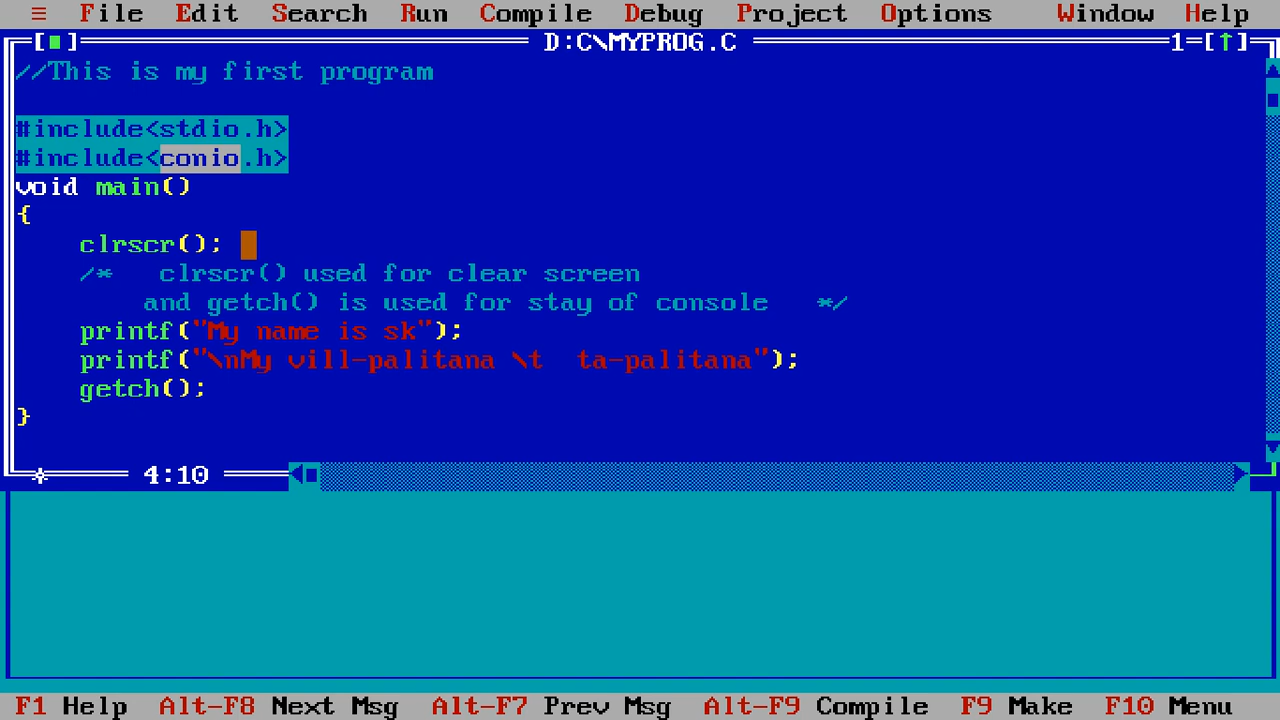 ≡ File Edit Search Run Compile Debug Project Options Window Help
[■] D:C\MYPROG.C 1=[↑]
//This is my first program
#include<stdio.h>
#include<conio.h>
void main()
{
clrscr();
/* clrscr() used for clear screen
and getch() is used for stay of console */
printf("My name is sk");
printf("\nMy vill-palitana \t ta-palitana");
getch();
}
* 4:10
F1 Help Alt-F8 Next Msg Alt-F7 Prev Msg Alt-F9 Compile F9 Make F10 Menu